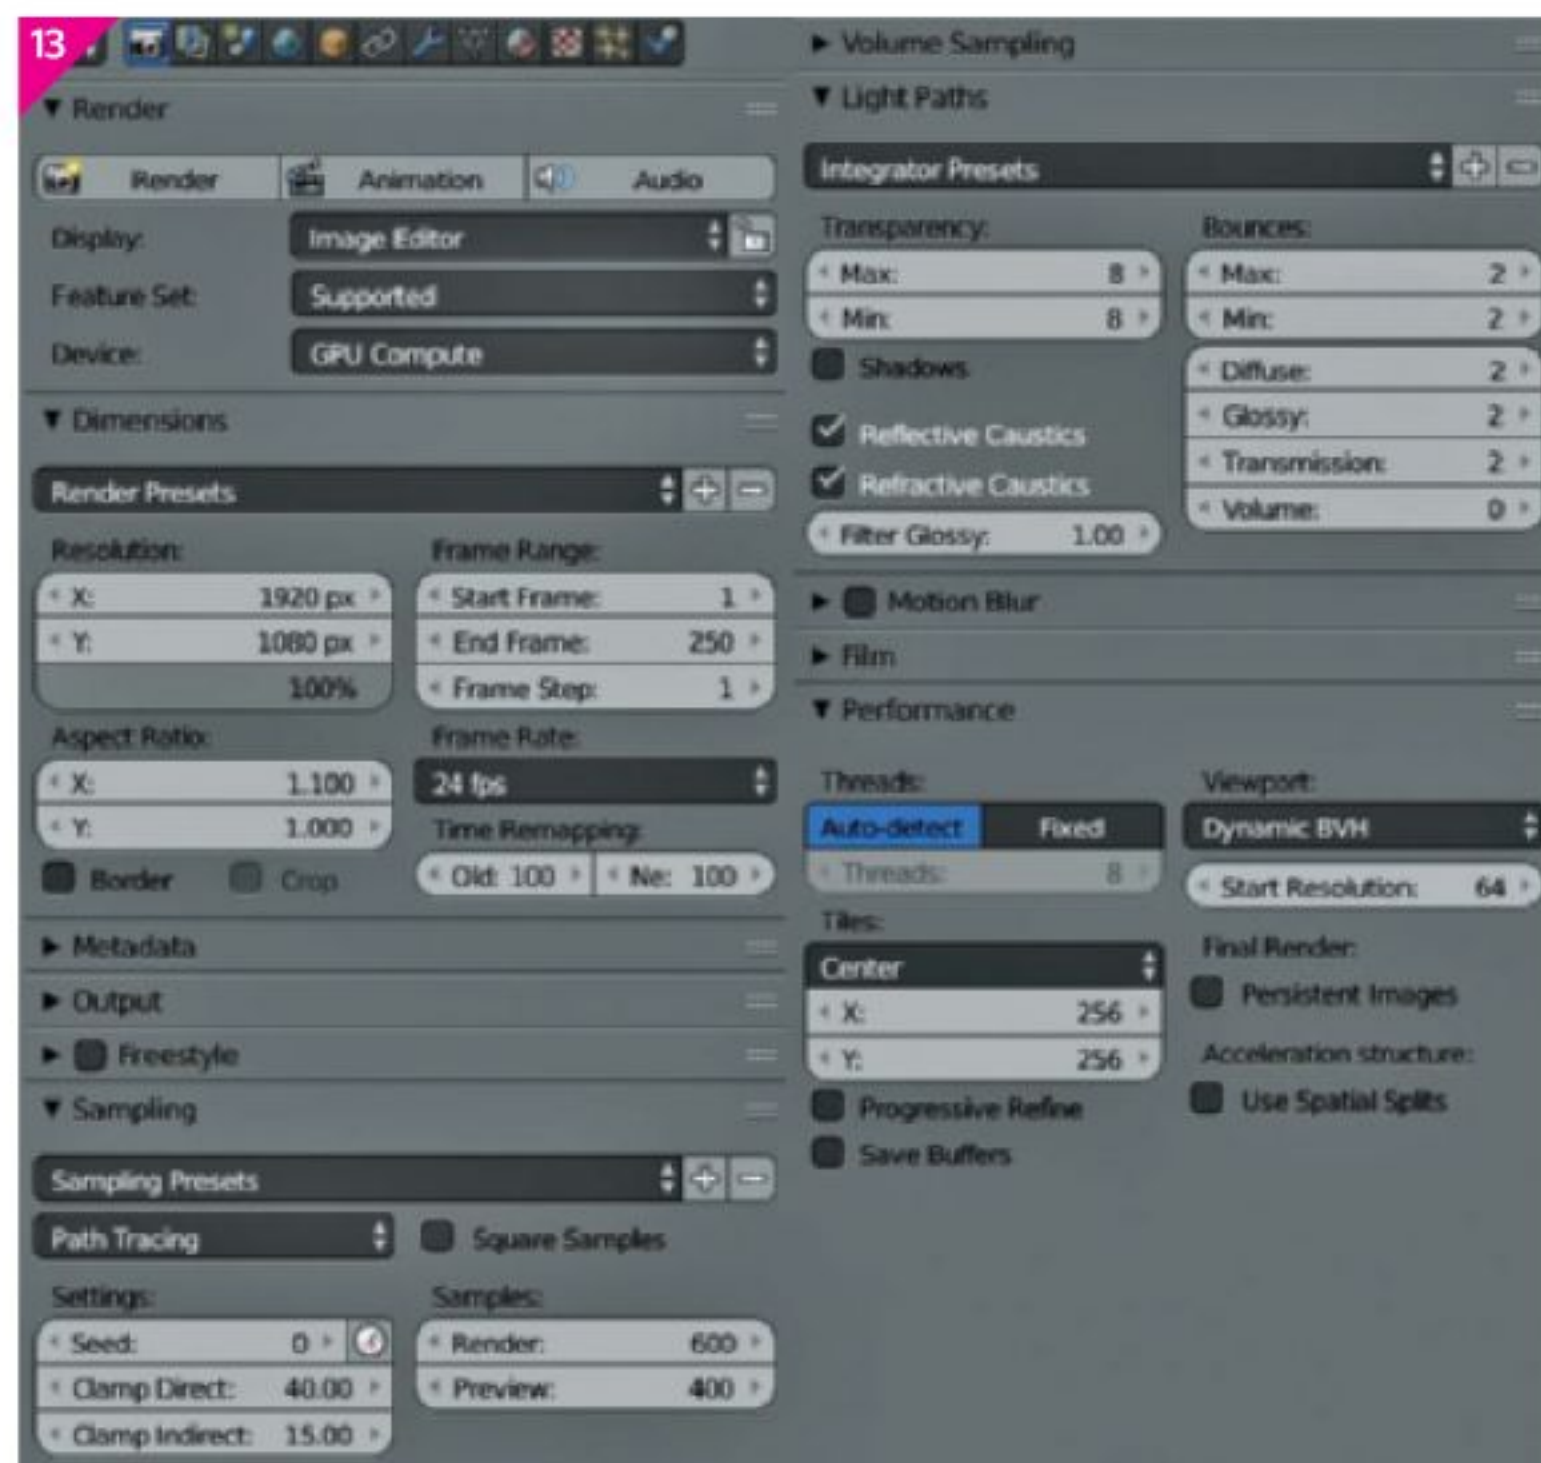 13
Render
Render Animation Audio
Display: Image Editor
Feature Set: Supported
Device: GPU Compute
Dimensions
Render Presets
Resolution: Frame Range:
X: 1920 px Start Frame: 1
Y: 1080 px End Frame: 250
100% Frame Step: 1
Aspect Ratio: Frame Rate:
X: 1.100 24 fps
Y: 1.000 Time Remapping:
Border Crop Old: 100 Ne: 100
Metadata
Output
Freestyle
Sampling
Sampling Presets
Path Tracing Square Samples
Settings: Samples:
Seed: 0 Render: 600
Clamp Direct: 40.00 Preview: 400
Clamp Indirect: 15.00
Volume Sampling
Light Paths
Integrator Presets
Transparency: Bounces:
Max: 8 Max: 2
Min: 8 Min: 2
Shadows Diffuse: 2
Reflective Caustics Glossy: 2
Refractive Caustics Transmission: 2
Filter Glossy: 1.00 Volume: 0
Motion Blur
Film
Performance
Threads: Viewport:
Auto-detect Fixed Dynamic BVH
Threads: 8 Start Resolution: 64
Tiles: Final Render:
Center Persistent Images
X: 256 Acceleration structure:
Y: 256 Use Spatial Splits
Progressive Refine
Save Buffers